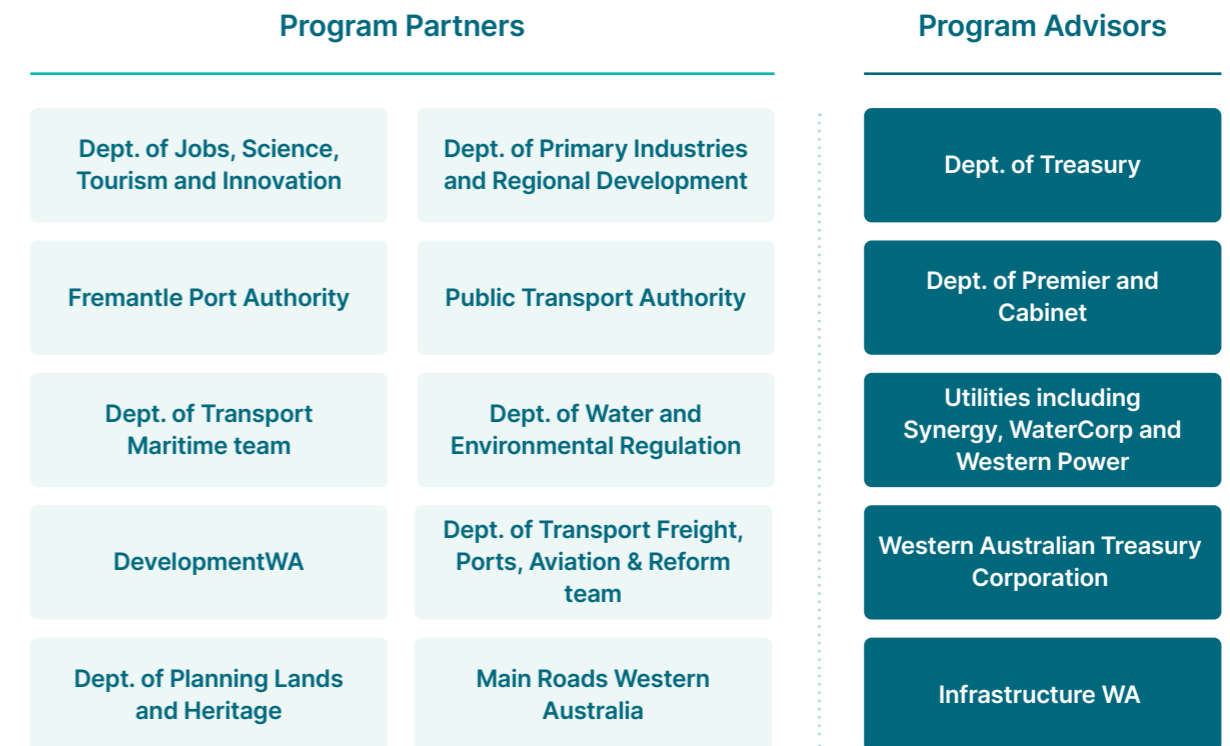 Program Partners
Program Advisors
Dept. of Jobs, Science,
Tourism and Innovation
Dept. of Primary Industries
and Regional Development
Dept. of Treasury
Fremantle Port Authority
Public Transport Authority
Dept. of Premier and
Cabinet
Dept. of Transport
Maritime team
Dept. of Water and
Environmental Regulation
Utilities including
Synergy, WaterCorp and
Western Power
DevelopmentWA
Dept. of Transport Freight,
Ports, Aviation & Reform
team
Western Australian Treasury
Corporation
Dept. of Planning Lands
and Heritage
Main Roads Western
Australia
Infrastructure WA